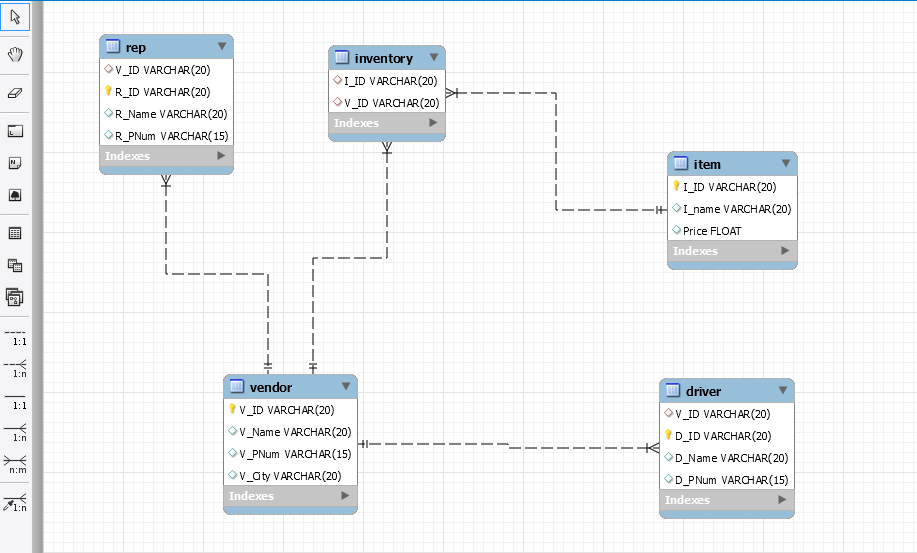 rep
V_ID VARCHAR(20)
R_ID VARCHAR(20)
R_Name VARCHAR(20)
R_PNum VARCHAR(15)
Indexes
inventory
I_ID VARCHAR(20)
V_ID VARCHAR(20)
Indexes
item
I_ID VARCHAR(20)
I_name VARCHAR(20)
Price FLOAT
Indexes
vendor
V_ID VARCHAR(20)
V_Name VARCHAR(20)
V_PNum VARCHAR(15)
V_City VARCHAR(20)
Indexes
driver
V_ID VARCHAR(20)
D_ID VARCHAR(20)
D_Name VARCHAR(20)
D_PNum VARCHAR(15)
Indexes
1:1
1:n
1:1
1:n
n:m
1:n